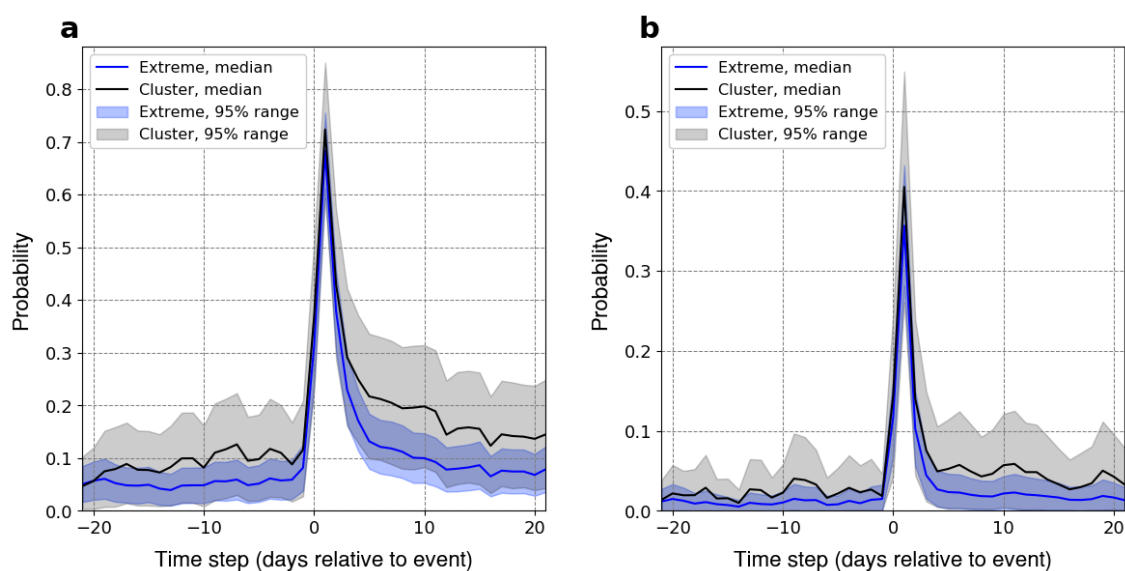 a
Extreme, median
Cluster, median
Extreme, 95% range
Cluster, 95% range
0.8
0.7
0.6
0.5
0.4
0.3
0.2
0.1
0.0
Probability
−20
−10
0
10
20
Time step (days relative to event)
b
Extreme, median
Cluster, median
Extreme, 95% range
Cluster, 95% range
0.5
0.4
0.3
0.2
0.1
0.0
Probability
−20
−10
0
10
20
Time step (days relative to event)